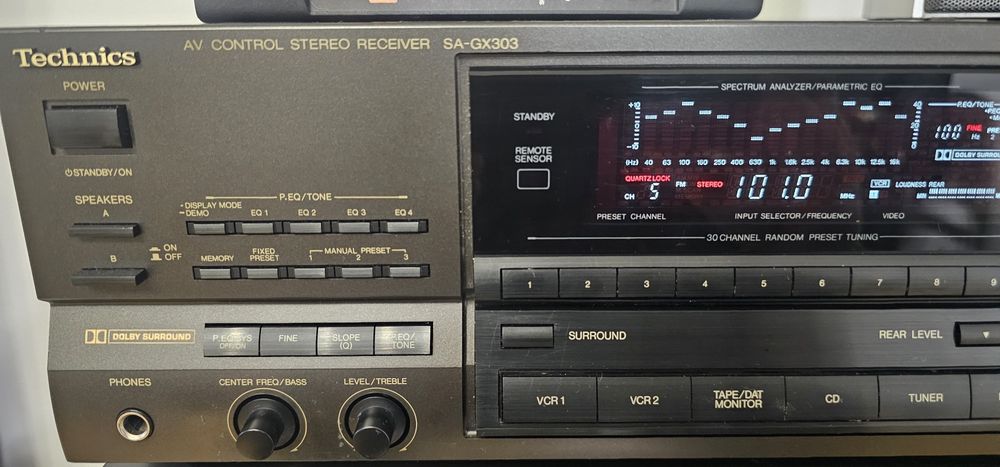 Technics
AV CONTROL STEREO RECEIVER SA-GX303
POWER
STANDBY/ON
SPEAKERS
A
B
ON
OFF
P.EQ/TONE
DISPLAY MODE
DEMO
EQ 1 EQ 2 EQ 3 EQ 4
MEMORY
FIXED
PRESET
MANUAL PRESET
1 2 3
DOLBY SURROUND
P.EQ/SYS
OFF/ON
FINE
SLOPE
(Q)
P.EQ/
TONE
PHONES
CENTER FREQ/BASS
LEVEL/TREBLE
STANDBY
REMOTE
SENSOR
SPECTRUM ANALYZER/PARAMETRIC EQ
+10
-10
(Hz) 40 63 100 160 250 400 630 1k 1.6k 2.5k 4k 6.3k 10k 12.5k 16k
P.EQ/TONE
100 FINE
Hz
DOLBY SURROUND
QUARTZ LOCK
CH 5 FM STEREO 101.0 MHz
VCR LOUDNESS REAR
PRESET CHANNEL
INPUT SELECTOR/FREQUENCY
VIDEO
30 CHANNEL RANDOM PRESET TUNING
1 2 3 4 5 6 7 8 9
SURROUND
REAR LEVEL
VCR 1
VCR 2
TAPE/DAT
MONITOR
CD
TUNER